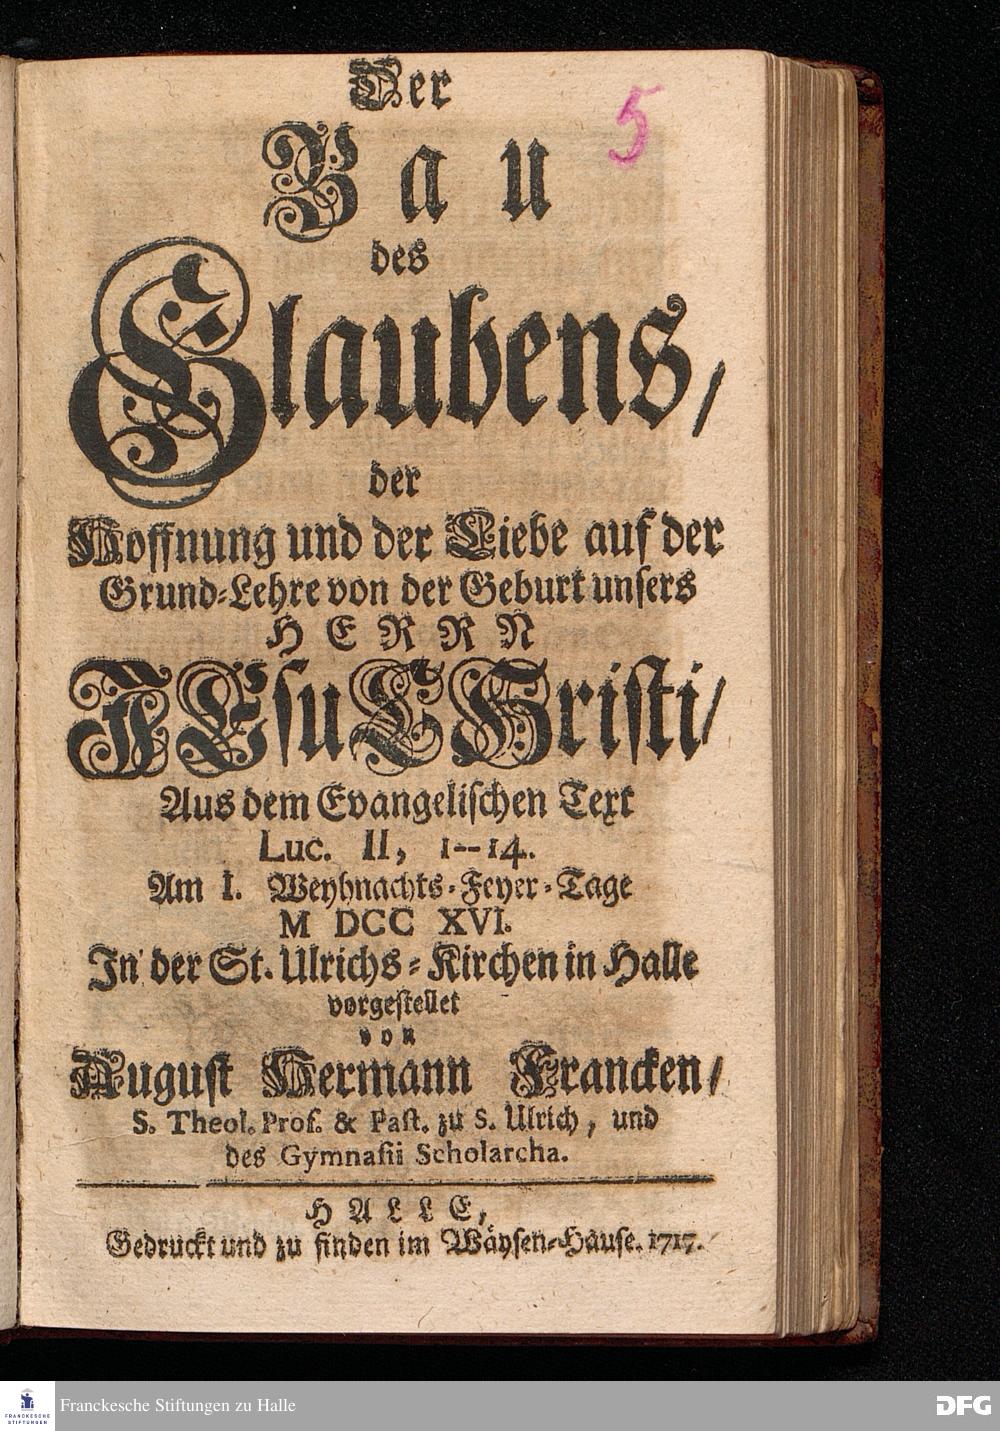 Der
5
Bau
des
Glaubens,
der
Hoffnung und der Liebe auf der
Grund-Lehre von der Geburt unsers
HERRN
JEsu CHristi/
Aus dem Evangelischen Text
Luc. II, 1--14.
Am I. Weyhnachts-Feyer-Tage
M DCC XVI.
In der St. Ulrichs-Kirchen in Halle
vorgestellet
von
August Hermann Francken/
S. Theol. Prof. & Past. zu S. Ulrich, und
des Gymnasii Scholarcha.
HALLE,
Gedruckt und zu finden im Wäysen-Hause. 1717.
FRANCKESCHE
STIFTUNGEN
Franckesche Stiftungen zu Halle
DFG